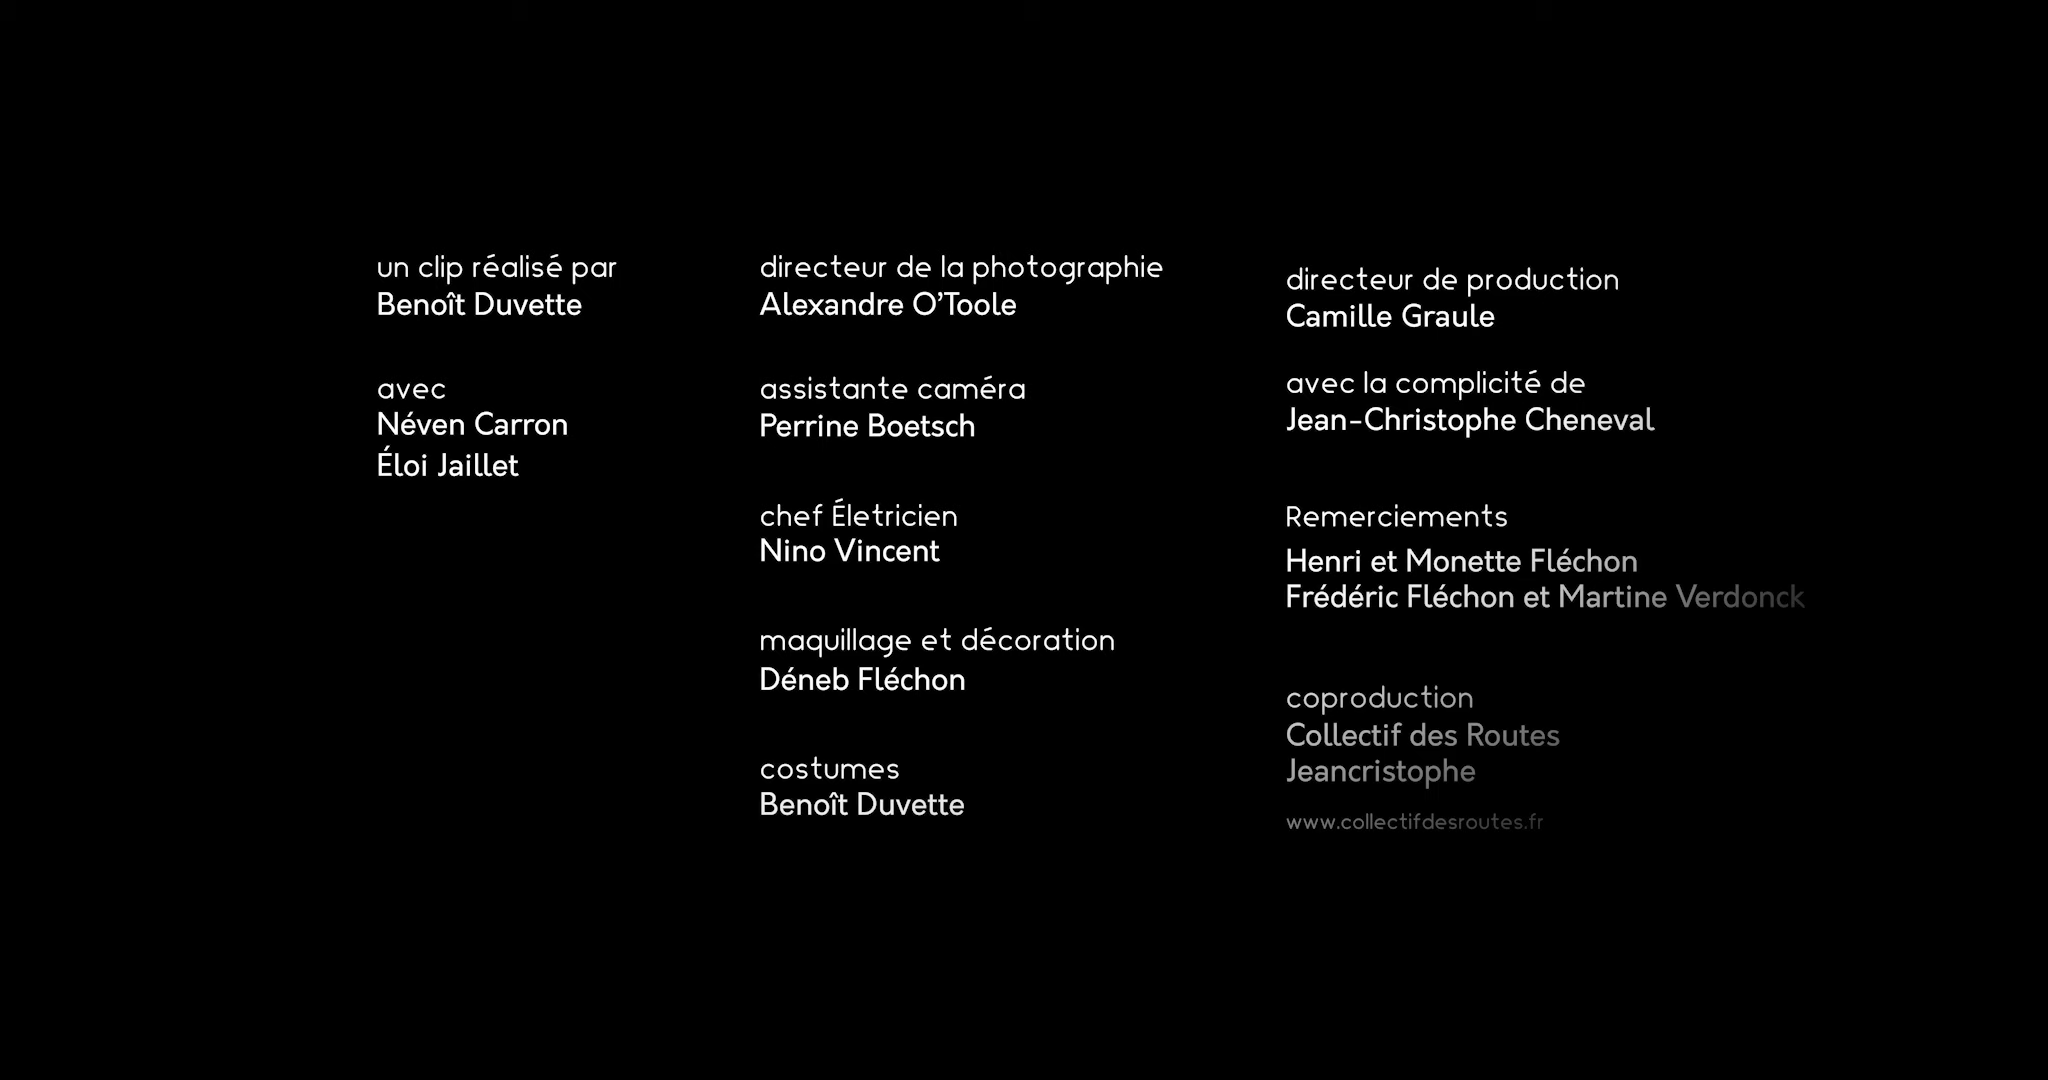 un clip réalisé par
Benoît Duvette
avec
Néven Carron
Éloi Jaillet
directeur de la photographie
Alexandre O'Toole
assistante caméra
Perrine Boetsch
chef Életricien
Nino Vincent
maquillage et décoration
Déneb Fléchon
costumes
Benoît Duvette
directeur de production
Camille Graule
avec la complicité de
Jean-Christophe Cheneval
Remerciements
Henri et Monette Fléchon
Frédéric Fléchon et Martine Verdonck
coproduction
Collectif des Routes
Jeancristophe
www.collectifdesroutes.fr